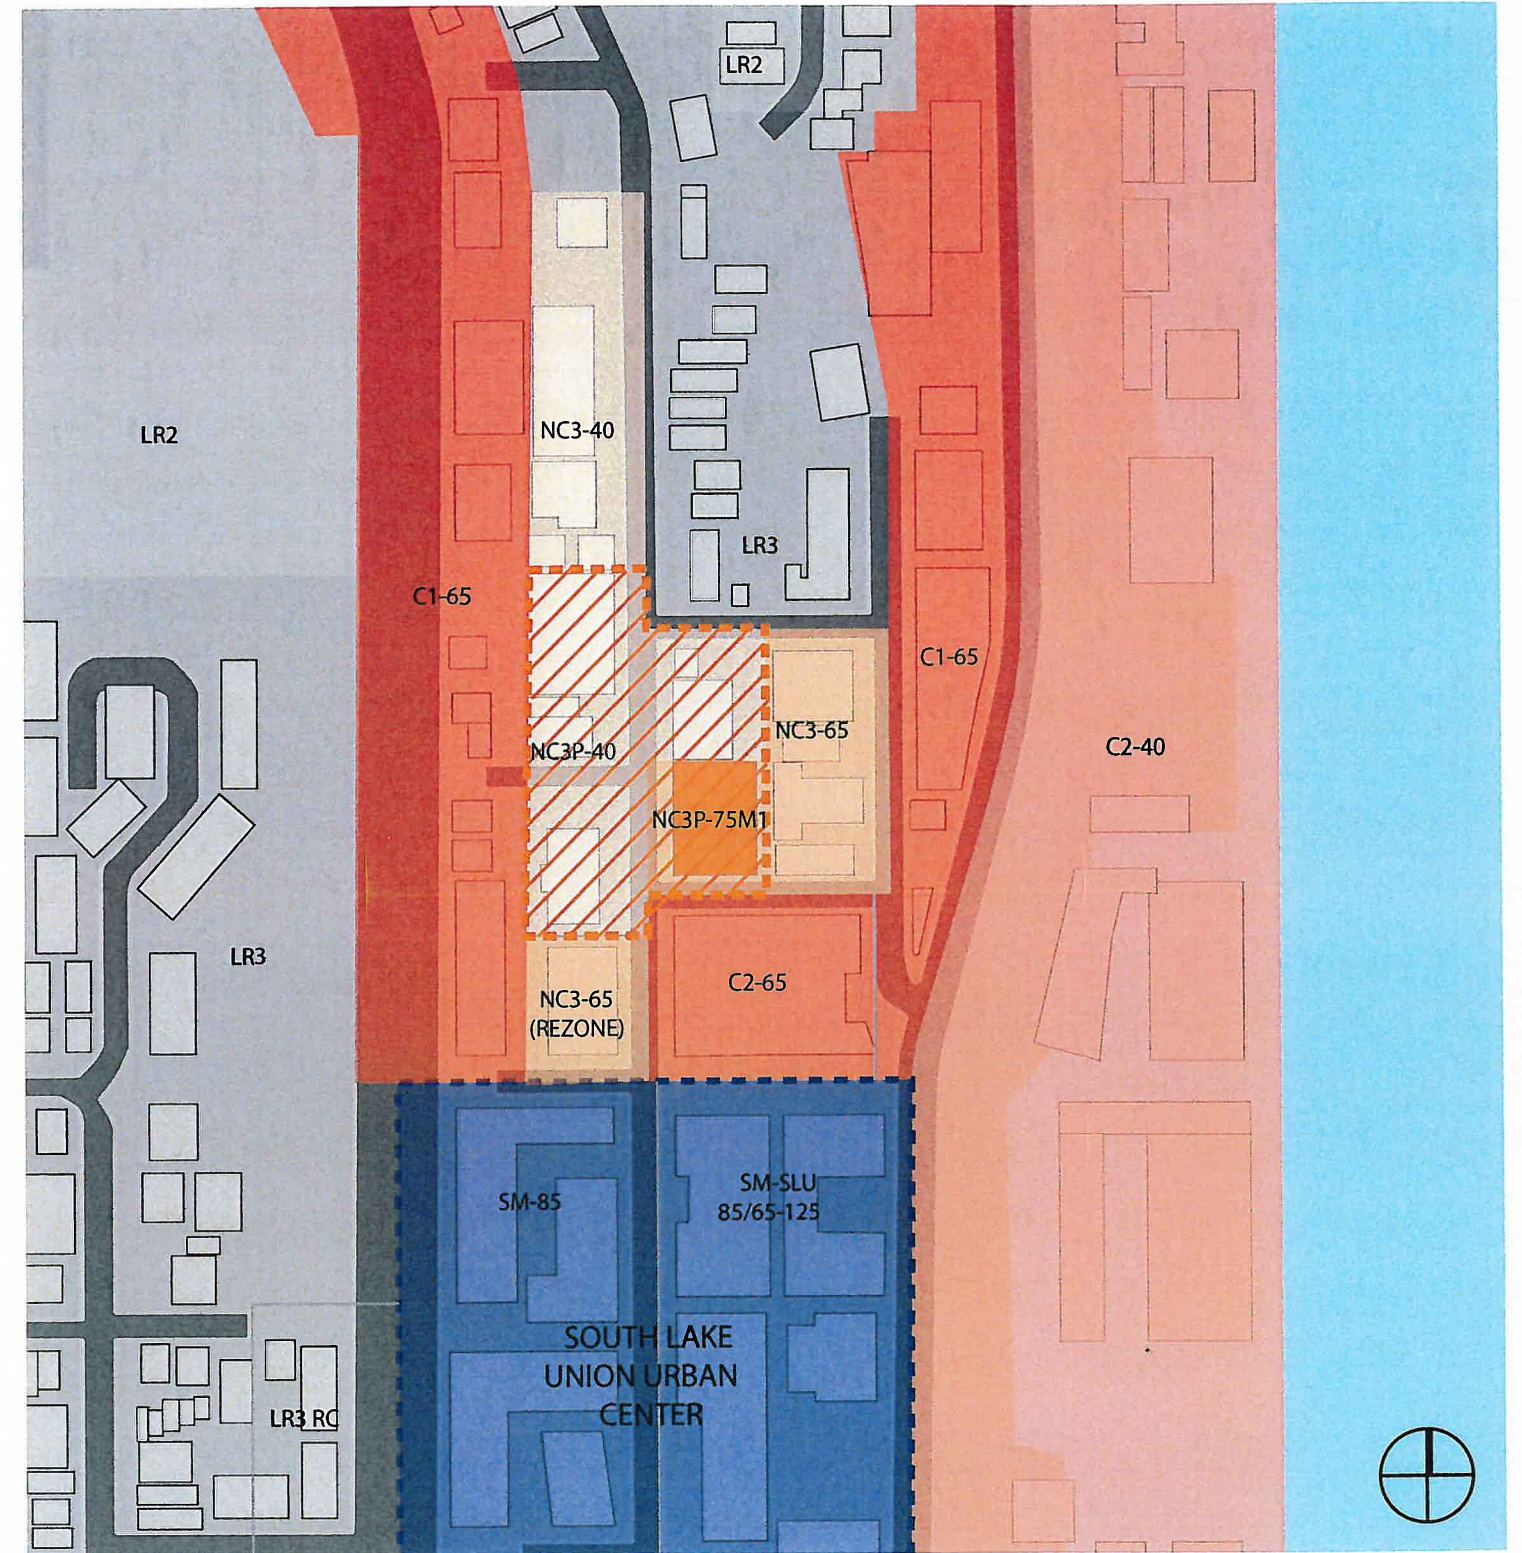 LR2
LR2
NC3-40
LR3
C1-65
C1-65
NC3-65
C2-40
NC3P-40
NC3P-75M1
LR3
C2-65
NC3-65
(REZONE)
SM-85
SM-SLU
85/65-125
SOUTH LAKE
UNION URBAN
CENTER
LR3 RC